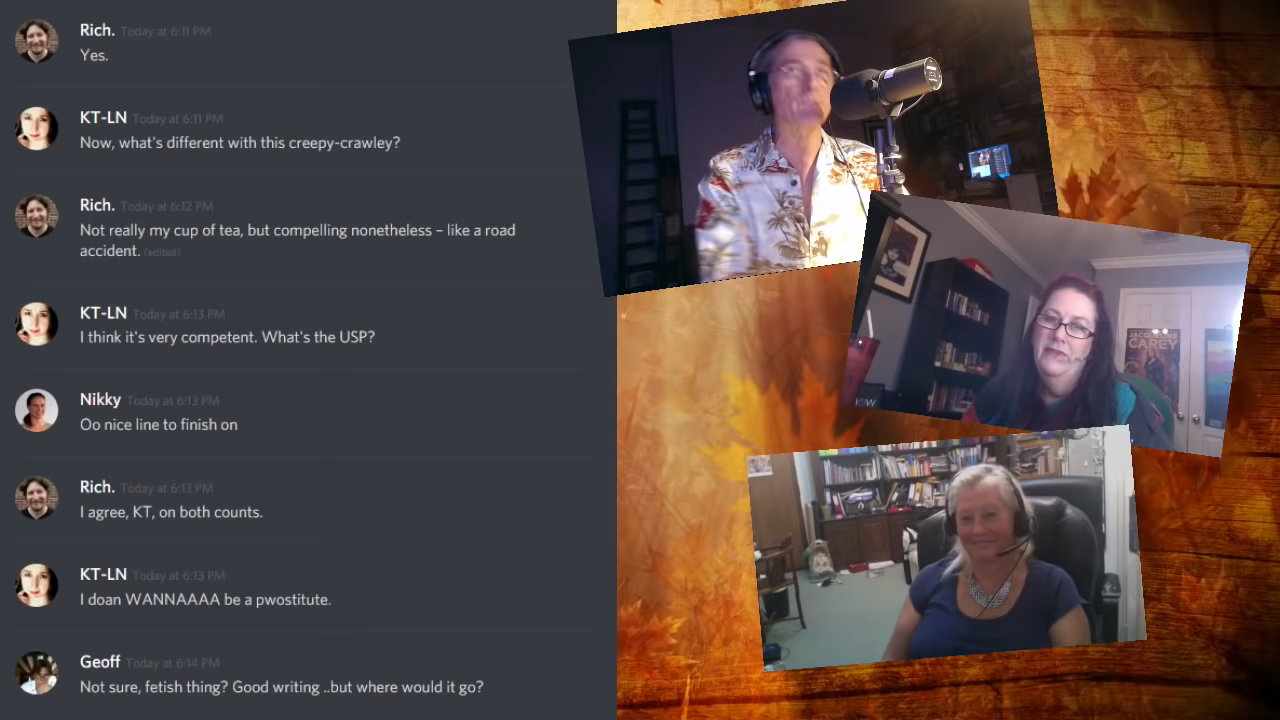 Rich. Today at 6:11 PM
Yes.
KT-LN Today at 6:11 PM
Now, what's different with this creepy-crawley?
Rich. Today at 6:12 PM
Not really my cup of tea, but compelling nonetheless – like a road
accident. (edited)
KT-LN Today at 6:13 PM
I think it's very competent. What's the USP?
Nikky Today at 6:13 PM
Oo nice line to finish on
Rich. Today at 6:13 PM
I agree, KT, on both counts.
KT-LN Today at 6:13 PM
I doan WANNAAAA be a pwostitute.
Geoff Today at 6:14 PM
Not sure, fetish thing? Good writing ..but where would it go?
CAREY